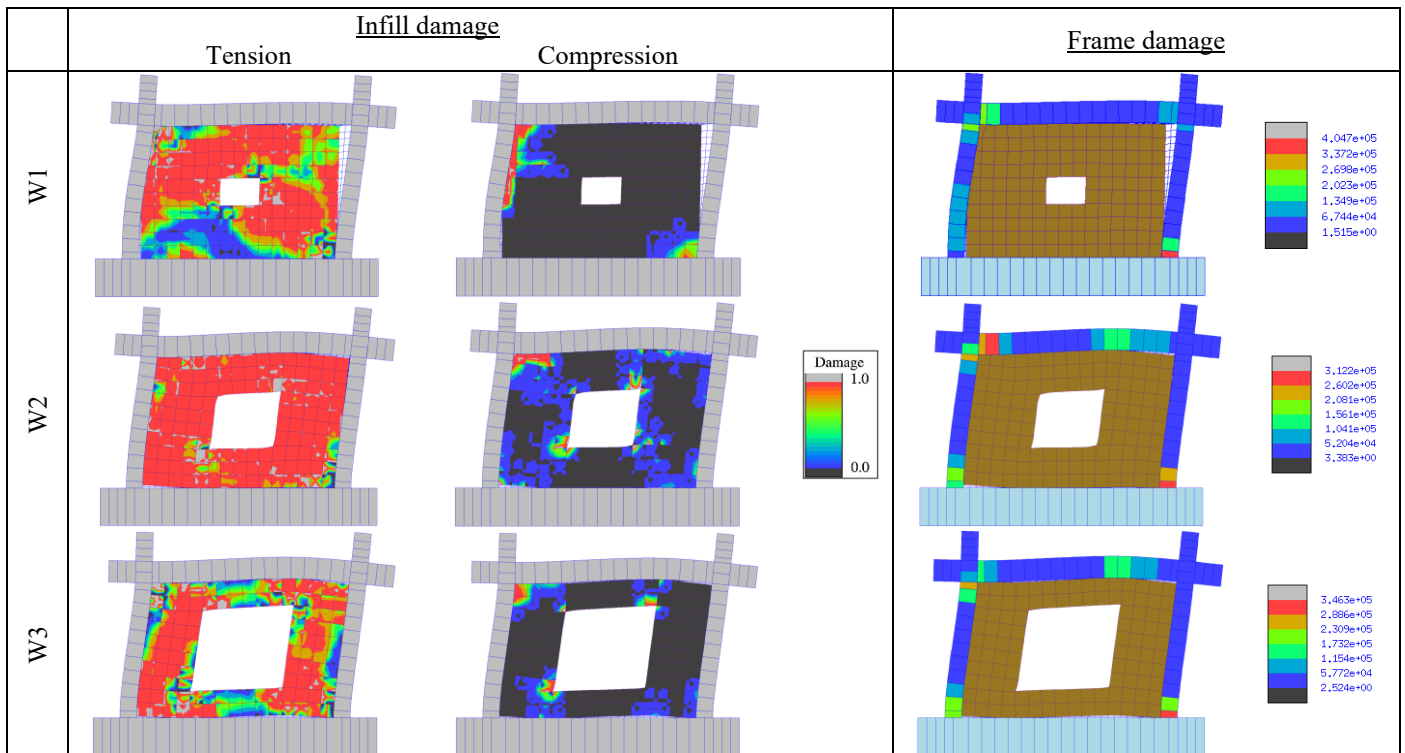 Infill damage
Tension Compression
Frame damage
W1
4.047e+05
3.372e+05
2.698e+05
2.023e+05
1.349e+05
6.744e+04
1.515e+00
W2
Damage
1.0
0.0
3.122e+05
2.602e+05
2.081e+05
1.561e+05
1.041e+05
5.204e+04
3.383e+00
W3
3.463e+05
2.886e+05
2.309e+05
1.732e+05
1.154e+05
5.772e+04
2.524e+00